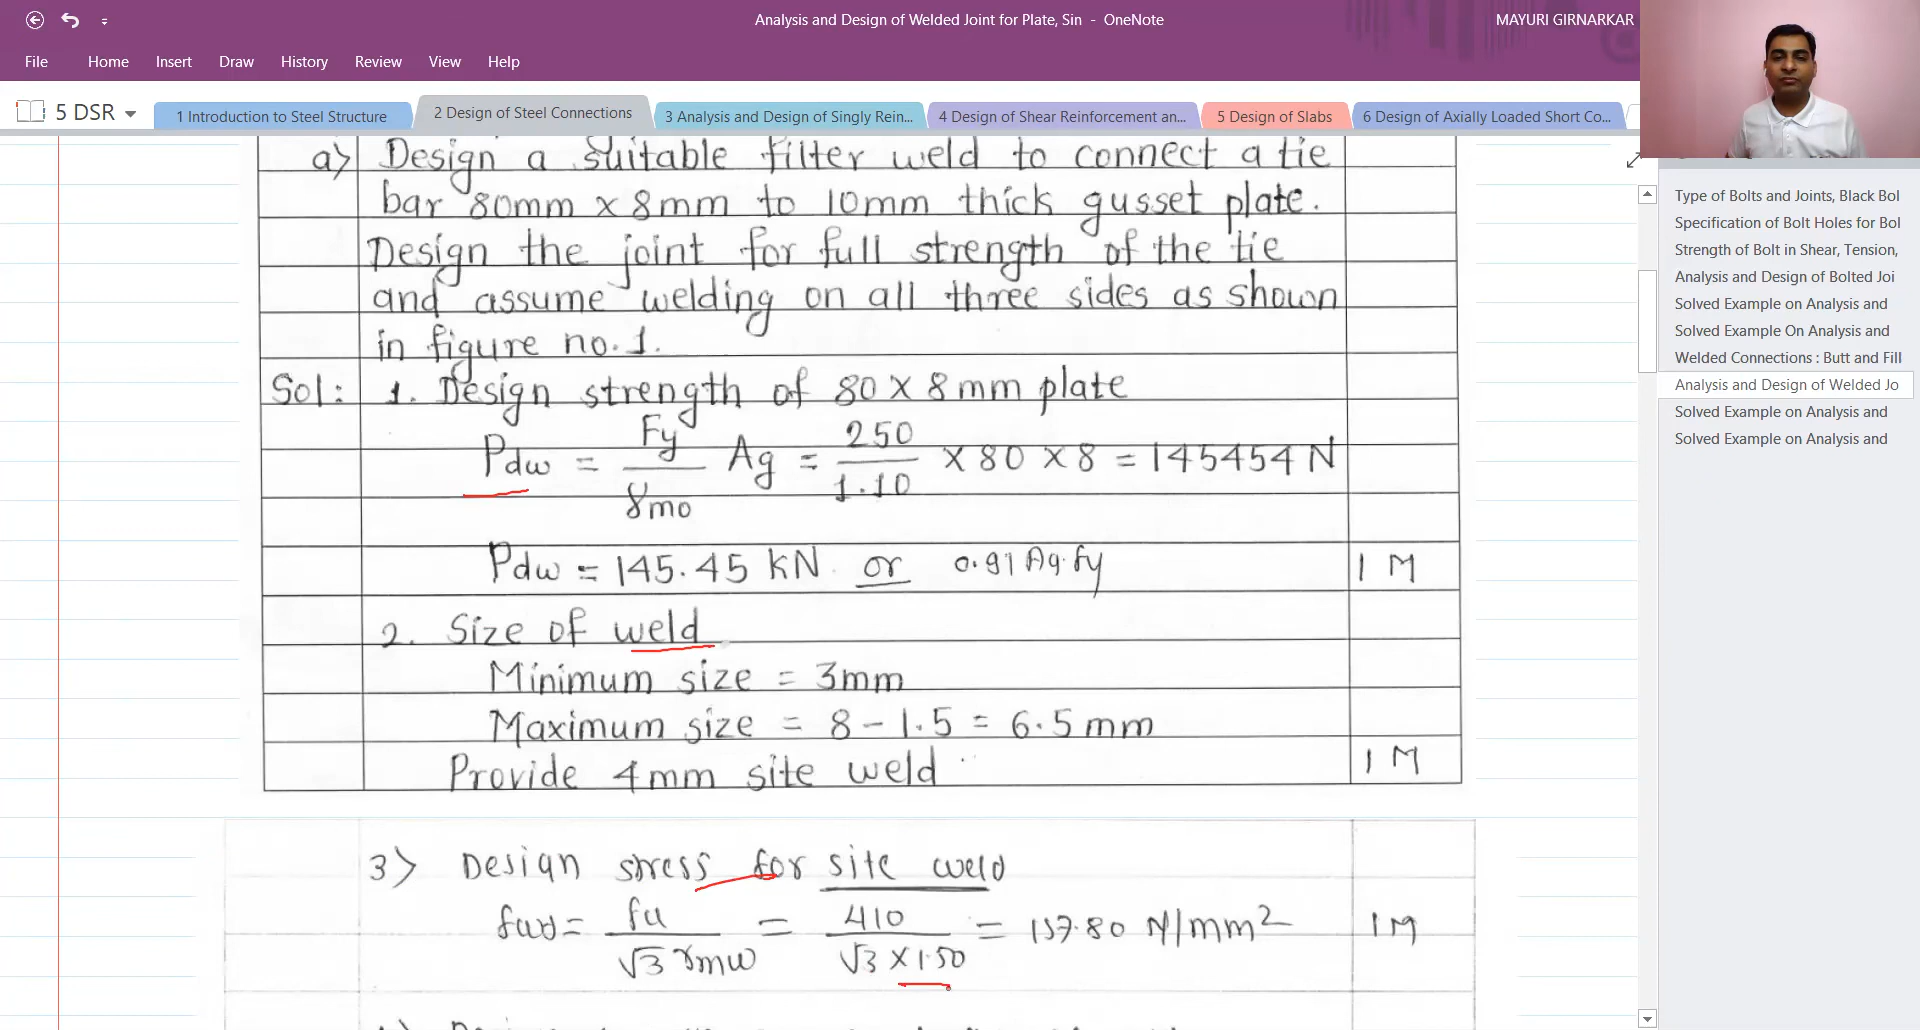 Analysis and Design of Welded Joint for Plate, Sin - OneNote
MAYURI GIRNARKAR
File Home Insert Draw History Review View Help
5 DSR
1 Introduction to Steel Structure
2 Design of Steel Connections
3 Analysis and Design of Singly Rein...
4 Design of Shear Reinforcement an...
5 Design of Slabs
6 Design of Axially Loaded Short Co...
a) Design a suitable filter weld to connect a tie
bar 80mm x 8mm to 10mm thick gusset plate.
Design the joint for full strength of the tie
and assume welding on all three sides as shown
in figure no.1.
Sol: 1. Design strength of 80 x 8 mm plate
Pdw = Fy/γmo Ag = 250/1.10 x 80 x 8 = 145454 N
Pdw = 145.45 kN or 0.91 Ag.fy 1 M
2. Size of weld
Minimum size = 3mm
Maximum size = 8 - 1.5 = 6.5 mm
Provide 4mm site weld 1 M
3) Design stress for site weld
fwd = fu/√3 γmw = 410/√3 x 1.50 = 157.80 N/mm² 1 M
Type of Bolts and Joints, Black Bol
Specification of Bolt Holes for Bol
Strength of Bolt in Shear, Tension,
Analysis and Design of Bolted Joi
Solved Example on Analysis and
Solved Example On Analysis and
Welded Connections : Butt and Fill
Analysis and Design of Welded Jo
Solved Example on Analysis and
Solved Example on Analysis and